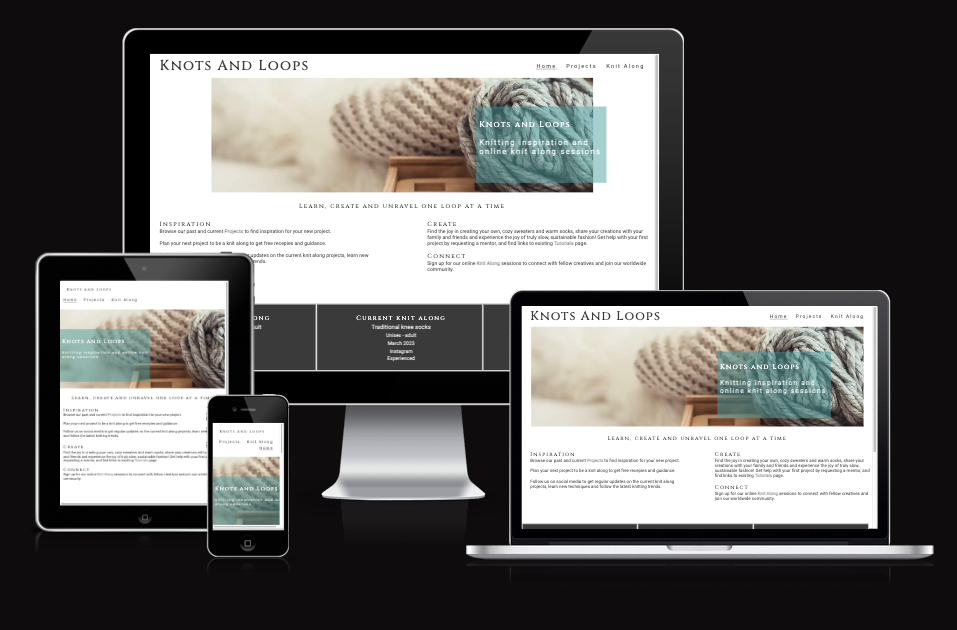 Knots And Loops
Home Projects Knit Along
Knots and Loops
Knitting inspiration and
online knit along sessions
Learn, create and unravel one loop at a time
Inspiration
Browse our past and current Projects to find inspiration for your new project.
Plan your next project to be a knit along to get free recepies and guidance.
updates on the current knit along projects, learn new
trends.
Create
Find the joy in creating your own, cozy sweaters and warm socks, share your creations with your
family and friends and experience the joy of truly slow, sustainable fashion! Get help with your first
project by requesting a mentor, and find links to existing Tutorials page.
Connect
Sign up for our online Knit Along sessions to connect with fellow creatives and join our worldwide
community.
ong
Current knit along
Traditional knee socks
Unisex - adult
March 2023
Instagram
Experienced
Knots and Loops
Home Projects Knit Along
Knots and Loops
Knitting inspiration and online knit
along sessions
Learn, create and unravel one loop at a tim
Inspiration
Browse our past and current Projects to find inspiration for your new project.
Plan your next project to be a knit along to get free recepies and guidance.
Follow us on social media to get regular updates on the current knit along projects, learn new
and follow the latest knitting trends.
Create
Find the joy in creating your own, cozy sweaters and warm socks, share your creations with
and friends and experience the joy of truly slow, sustainable fashion! Get help with your first
requesting a mentor, and find links to existing Tutorials page.
Connect
Sign up for our online Knit Along sessions to connect with fellow creatives and join our
community.
Knots and Loops
Projects Knit Along
Home
Knots and Loops
Knitting inspiration and
along sessions
Knots And Loops
Home Projects Knit Along
Knots and Loops
Knitting inspiration and
online knit along sessions
Learn, create and unravel one loop at a time
Inspiration
Browse our past and current Projects to find inspiration for your new project.
Plan your next project to be a knit along to get free recepies and guidance.
Follow us on social media to get regular updates on the current knit along
projects, learn new techniques and follow the latest knitting trends.
Create
Find the joy in creating your own, cozy sweaters and warm socks, share your
creations with your family and friends and experience the joy of truly slow,
sustainable fashion! Get help with your first project by requesting a mentor, and
find links to existing Tutorials page.
Connect
Sign up for our online Knit Along sessions to connect with fellow creatives and
join our worldwide community.